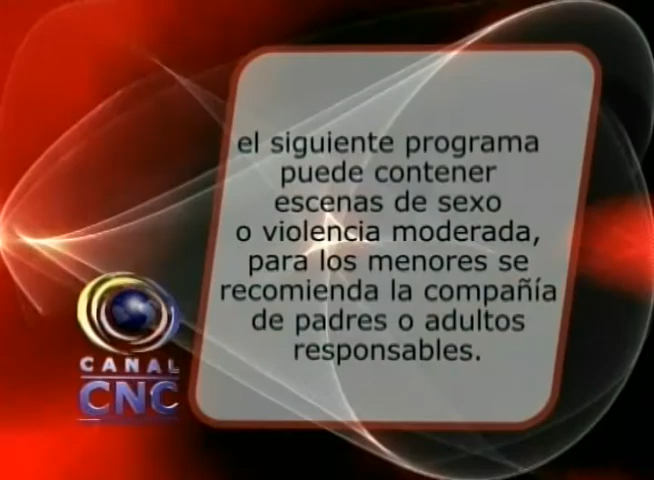 el siguiente programa
puede contener
escenas de sexo
o violencia moderada,
para los menores se
recomienda la compañía
de padres o adultos
responsables.
CANAL
CNC